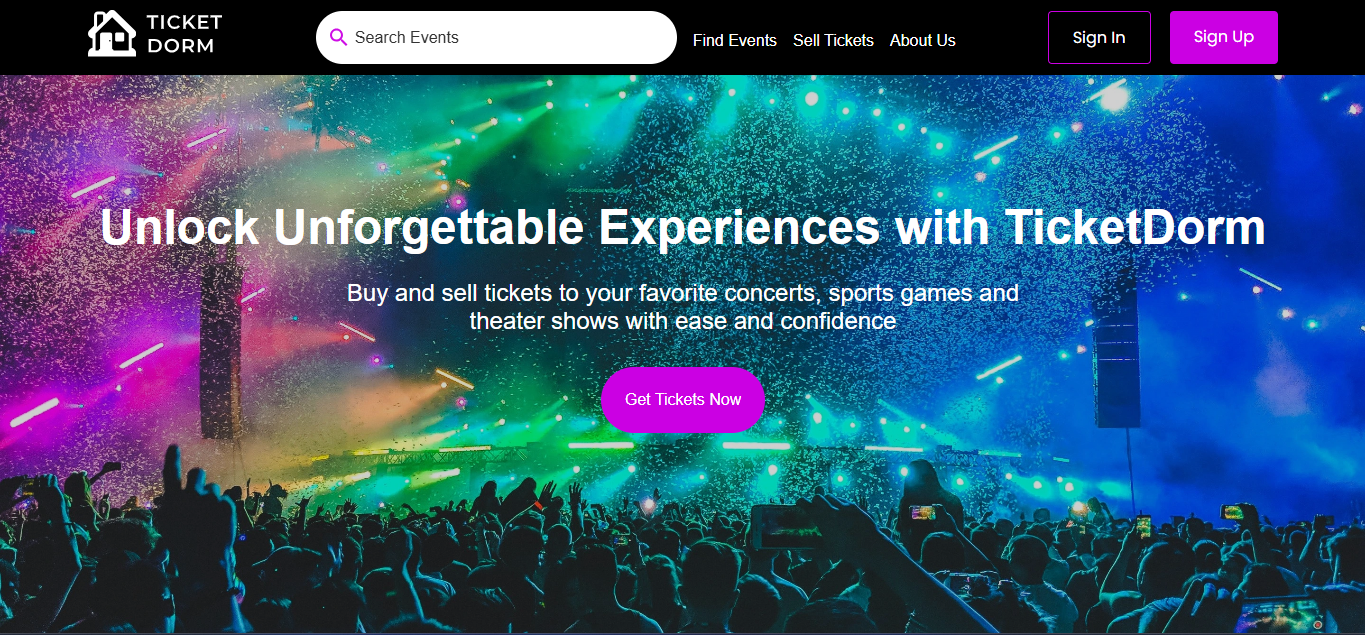 TICKET
DORM
Search Events
Find Events
Sell Tickets
About Us
Sign In
Sign Up
Unlock Unforgettable Experiences with TicketDorm
Buy and sell tickets to your favorite concerts, sports games and
theater shows with ease and confidence
Get Tickets Now